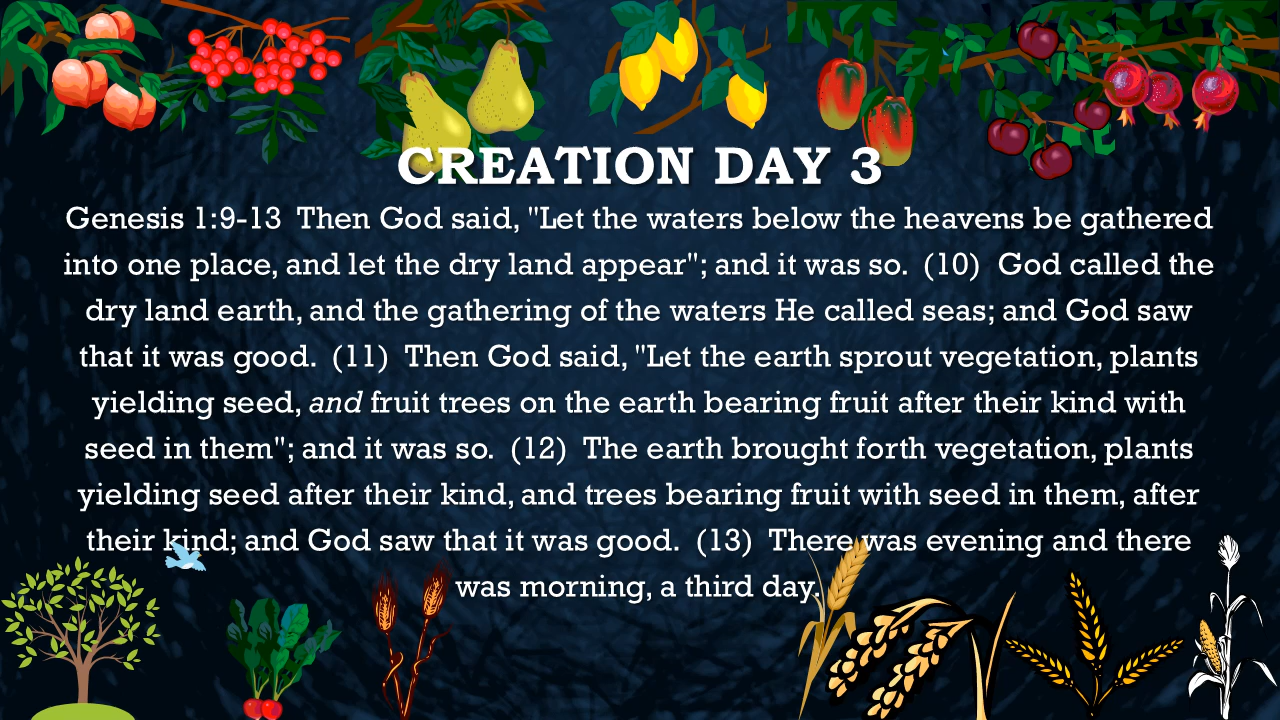 CREATION DAY 3
Genesis 1:9-13  Then God said, "Let the waters below the heavens be gathered
into one place, and let the dry land appear"; and it was so.  (10)  God called the
dry land earth, and the gathering of the waters He called seas; and God saw
that it was good.  (11)  Then God said, "Let the earth sprout vegetation, plants
yielding seed, and fruit trees on the earth bearing fruit after their kind with
seed in them"; and it was so.  (12)  The earth brought forth vegetation, plants
yielding seed after their kind, and trees bearing fruit with seed in them, after
their kind; and God saw that it was good.  (13)  There was evening and there
was morning, a third day.